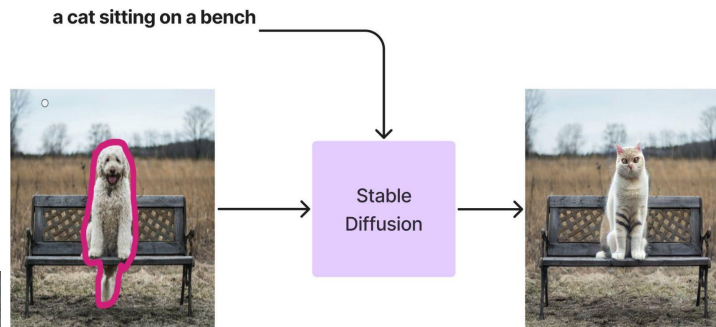 a cat sitting on a bench
Stable
Diffusion